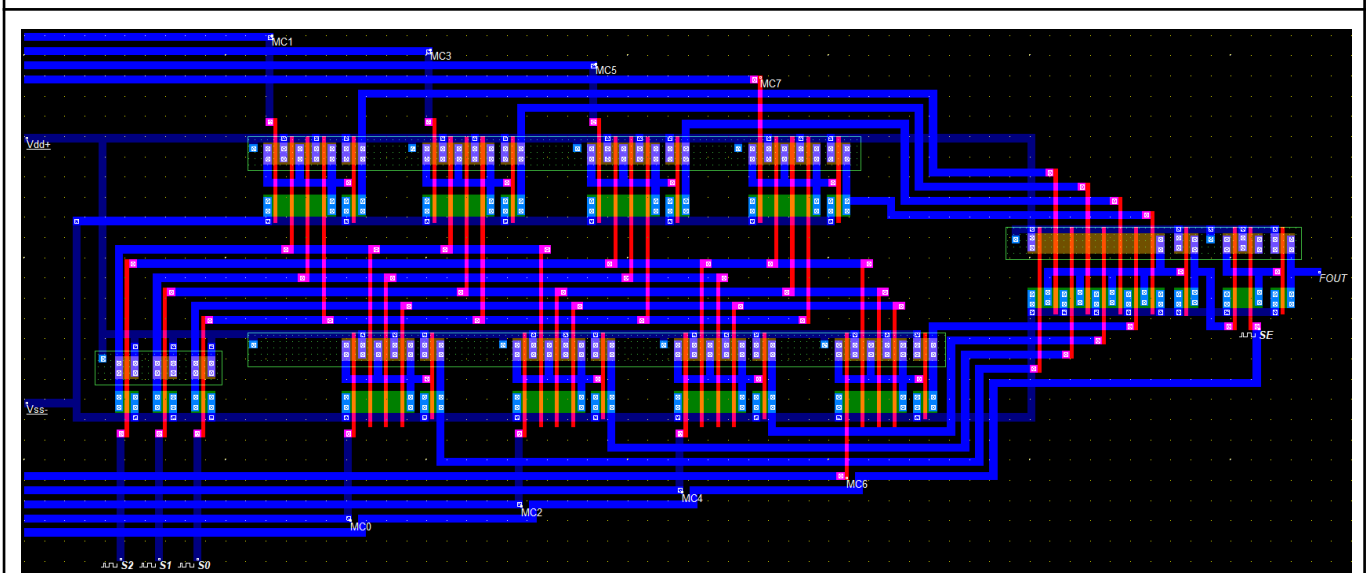 MC1
MC3
MC5
MC7
Vdd+
FOUT
SE
Vss-
MC6
MC4
MC2
MC0
S2 S1 S0